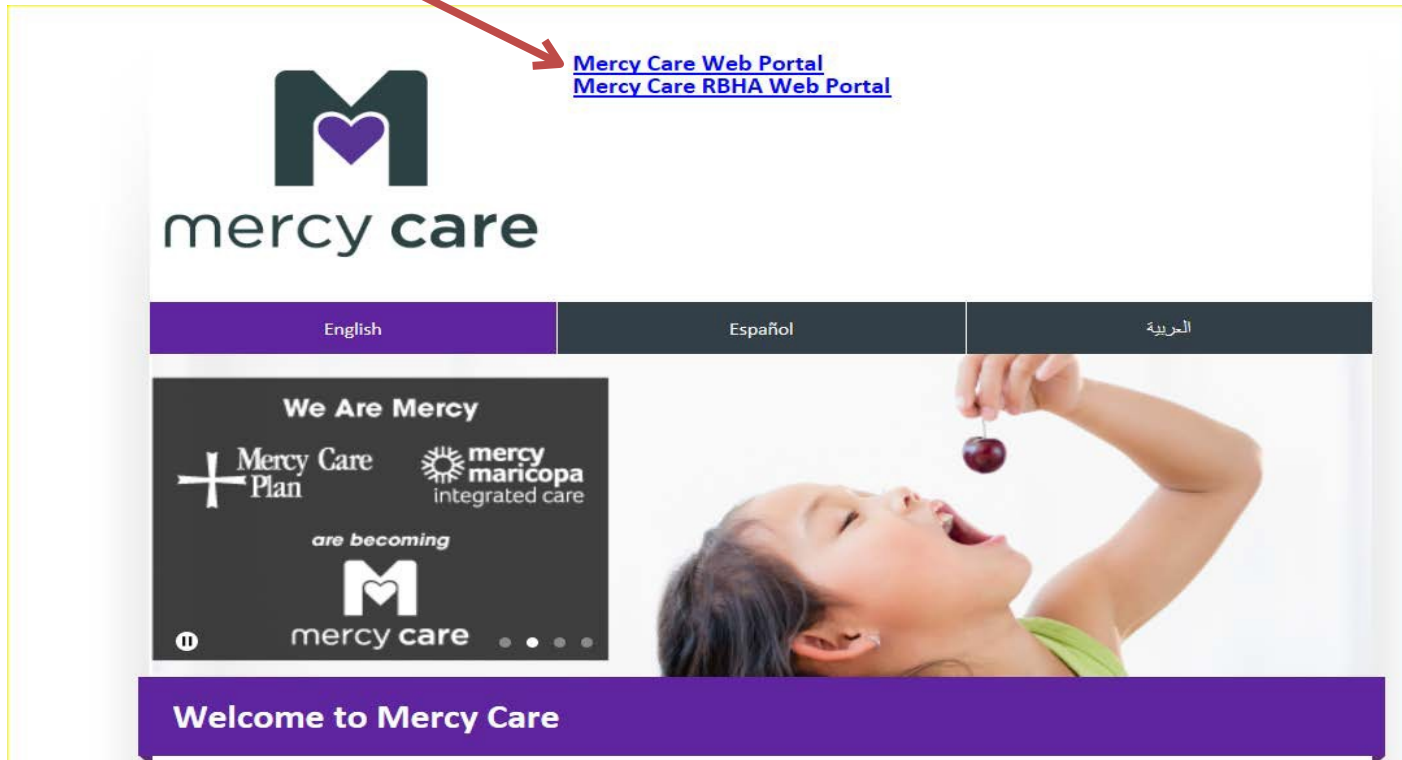 Mercy Care Web Portal
Mercy Care RBHA Web Portal
mercy care
English
Español
العربية
We Are Mercy
Mercy Care
Plan
mercy
maricopa
integrated care
are becoming
mercy care
Welcome to Mercy Care